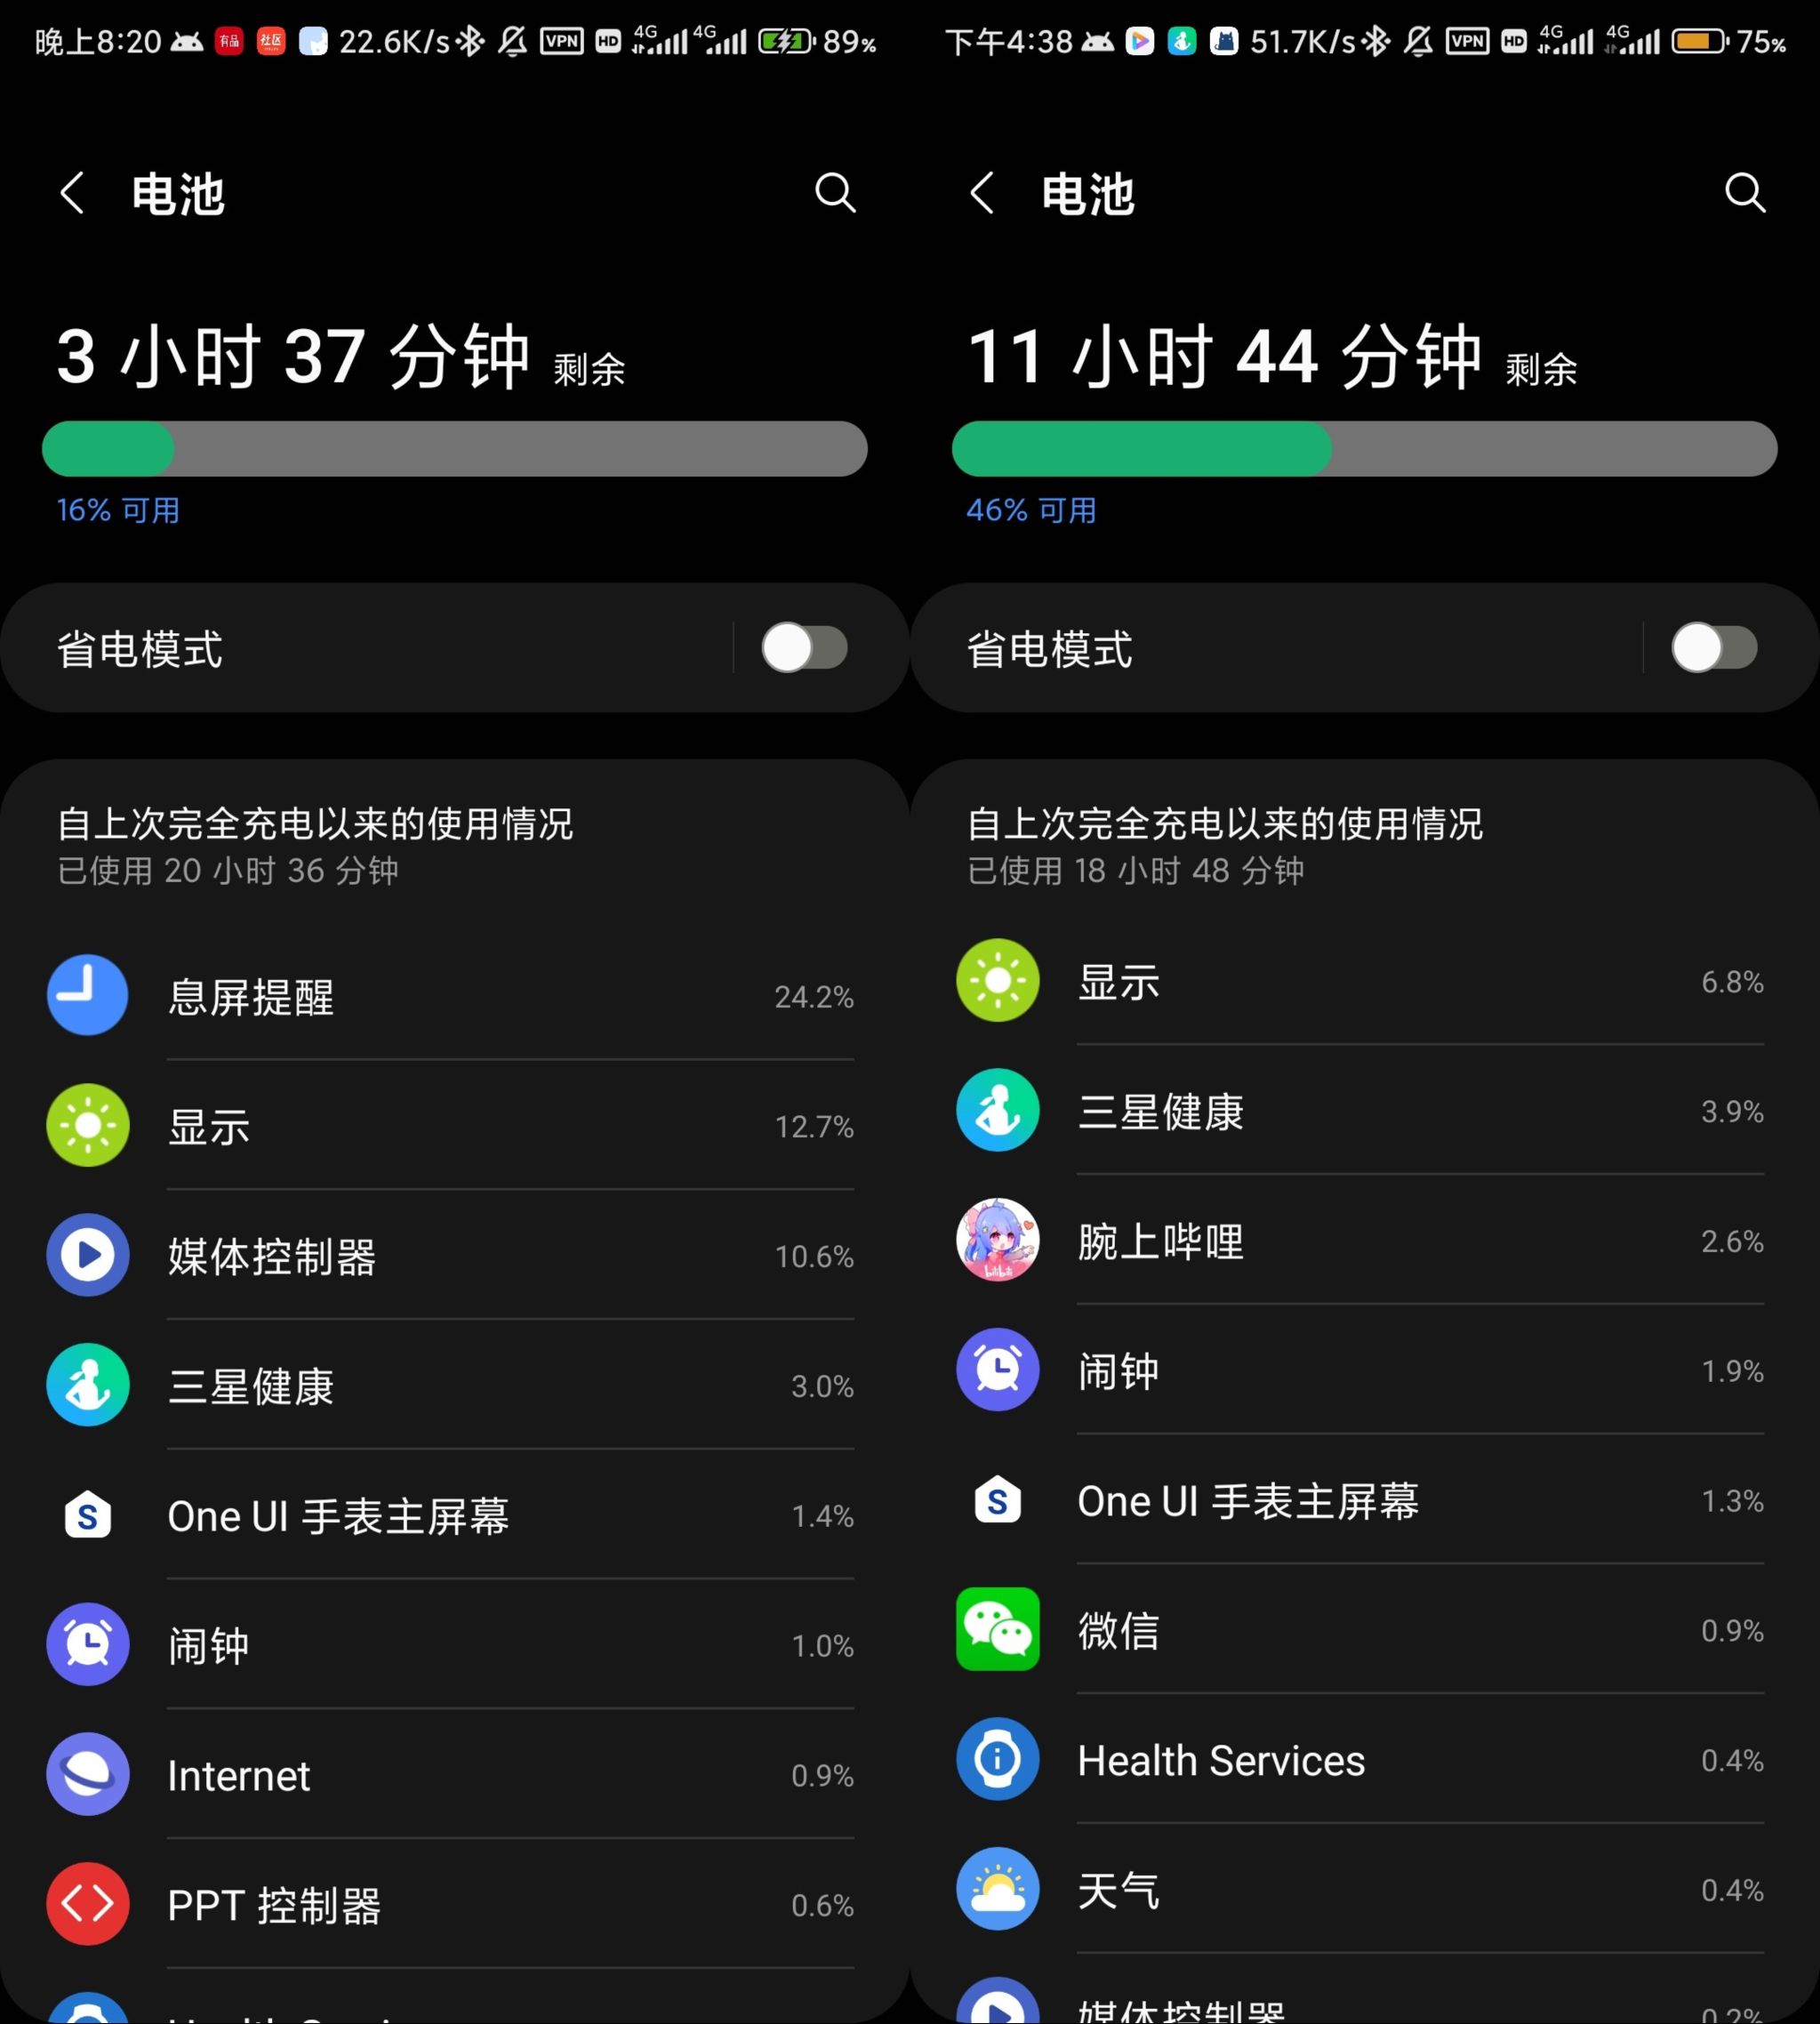 晚上8:20 有品 社区 22.6K/s VPN HD 4G 4G 89%
电池
3 小时 37 分钟 剩余
16% 可用
省电模式
自上次完全充电以来的使用情况
已使用 20 小时 36 分钟
息屏提醒 24.2%
显示 12.7%
媒体控制器 10.6%
三星健康 3.0%
S One UI 手表主屏幕 1.4%
闹钟 1.0%
Internet 0.9%
PPT 控制器 0.6%
下午4:38 51.7K/s VPN HD 4G 4G 75%
电池
11 小时 44 分钟 剩余
46% 可用
省电模式
自上次完全充电以来的使用情况
已使用 18 小时 48 分钟
显示 6.8%
三星健康 3.9%
bilibili 腕上哔哩 2.6%
闹钟 1.9%
S One UI 手表主屏幕 1.3%
微信 0.9%
Health Services 0.4%
天气 0.4%
媒体控制器 0.2%